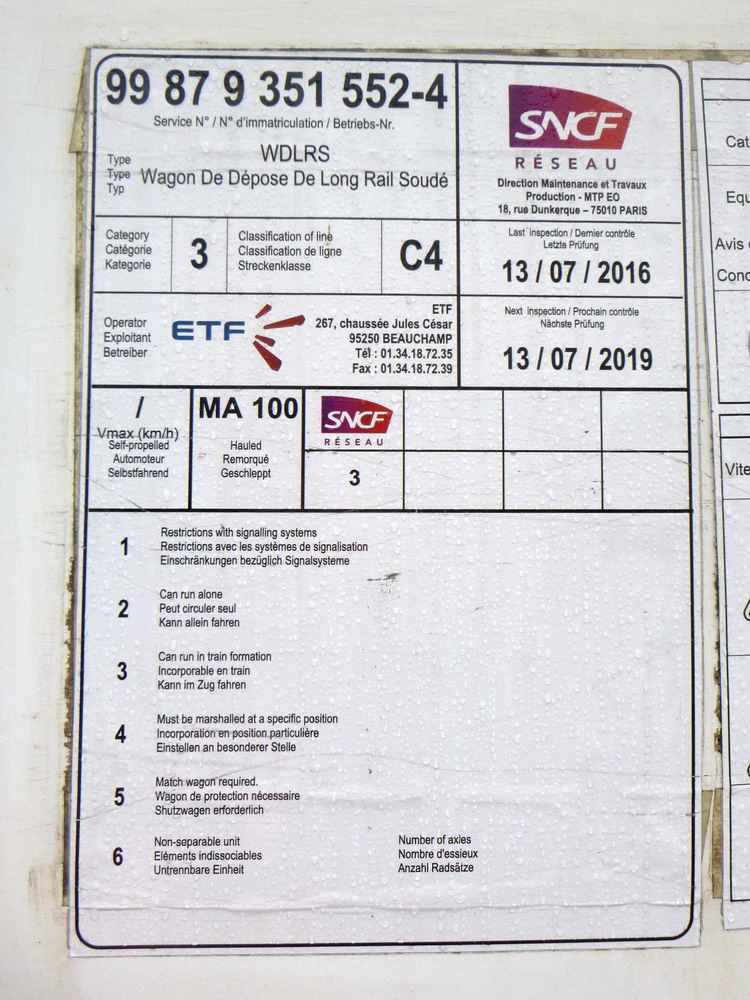 99 87 9 351 552-4
Service N° / N° d'immatriculation / Betriebs-Nr.
Type
Type
Typ
WDLRS
Wagon De Dépose De Long Rail Soudé
SNCF
RÉSEAU
Direction Maintenance et Travaux
Production - MTP EO
18, rue Dunkerque – 75010 PARIS
Category
Catégorie
Kategorie
3
Classification of line
Classification de ligne
Streckenklasse
C4
Last inspection / Dernier contrôle
Letzte Prüfung
13 / 07 / 2016
Operator
Exploitant
Betreiber
ETF
ETF
267, chaussée Jules César
95250 BEAUCHAMP
Tél : 01.34.18.72.35
Fax : 01.34.18.72.39
Next inspection / Prochain contrôle
Nächste Prüfung
13 / 07 / 2019
/
Vmax (km/h)
Self-propelled
Automoteur
Selbstfahrend
MA 100
Hauled
Remorqué
Geschleppt
SNCF
RÉSEAU
3
1
Restrictions with signalling systems
Restrictions avec les systèmes de signalisation
Einschränkungen bezüglich Signalsysteme
2
Can run alone
Peut circuler seul
Kann allein fahren
3
Can run in train formation
Incorporable en train
Kann im Zug fahren
4
Must be marshalled at a specific position
Incorporation en position particulière
Einstellen an besonderer Stelle
5
Match wagon required.
Wagon de protection nécessaire
Shutzwagen erforderlich
6
Non-separable unit
Eléments indissociables
Untrennbare Einheit
Number of axles
Nombre d'essieux
Anzahl Radsätze
Avis